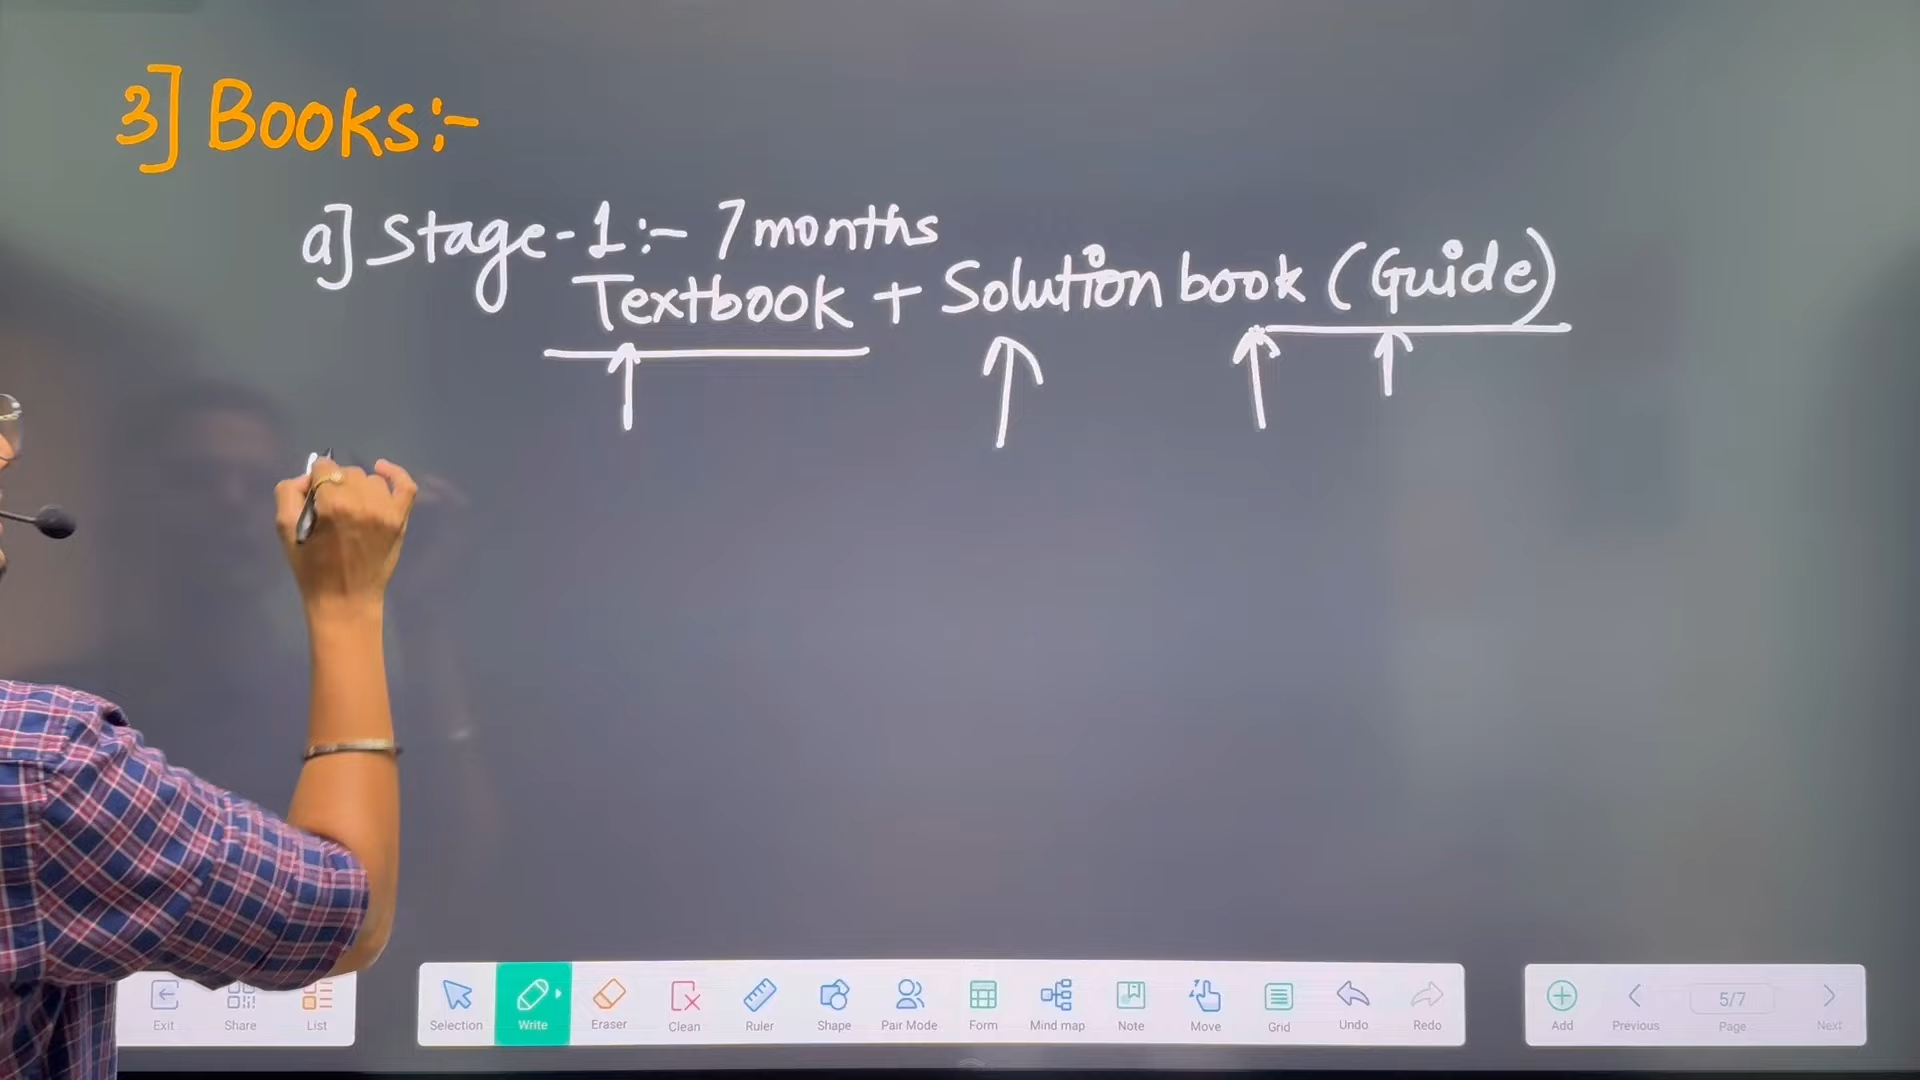 3] Books:-
a] Stage-1:- 7 months
Textbook + Solution book (Guide)
Exit Share List Selection Write Eraser Clean Ruler Shape Pair Mode Form Mind map Note Move Grid Undo Redo Add Previous 5/7 Page Next